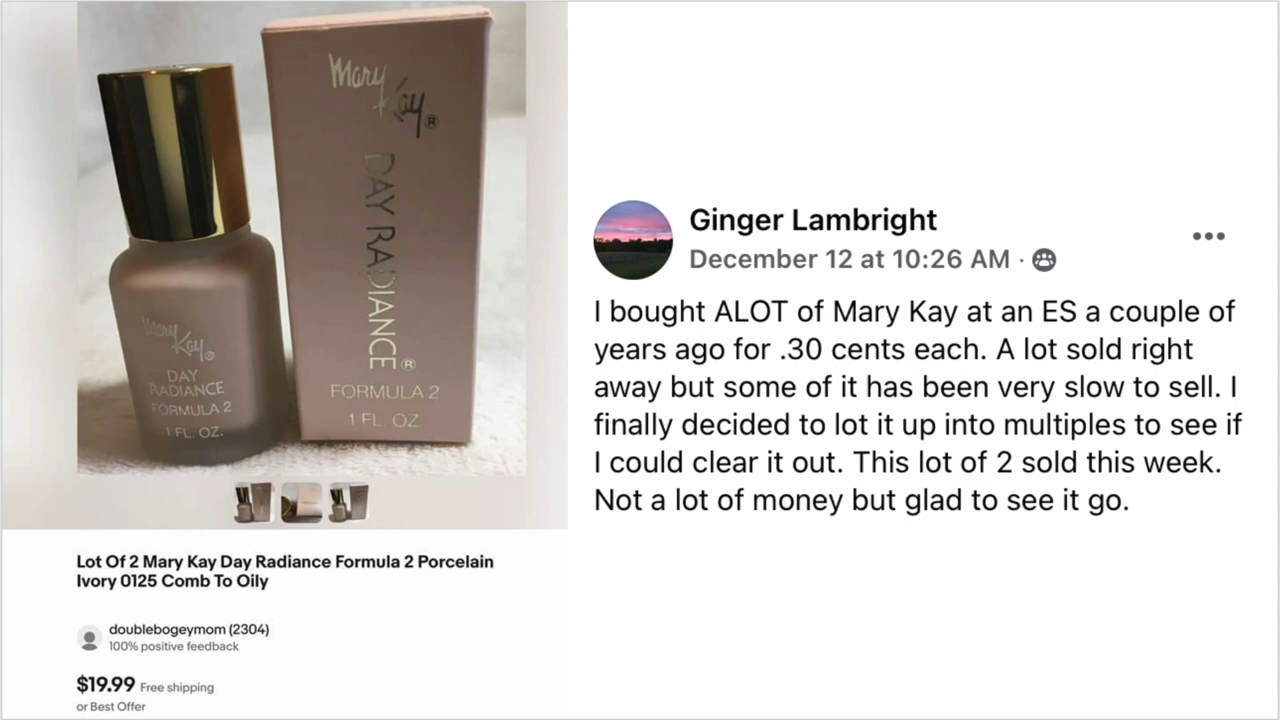 Mary
Kay®
DAY RADIANCE®
FORMULA 2
1 FL. OZ.
Mary
Kay®
DAY
RADIANCE
FORMULA 2
1 FL. OZ.
Lot Of 2 Mary Kay Day Radiance Formula 2 Porcelain
Ivory 0125 Comb To Oily
doublebogeymom (2304)
100% positive feedback
$19.99 Free shipping
or Best Offer
Ginger Lambright
December 12 at 10:26 AM ·
I bought ALOT of Mary Kay at an ES a couple of
years ago for .30 cents each. A lot sold right
away but some of it has been very slow to sell. I
finally decided to lot it up into multiples to see if
I could clear it out. This lot of 2 sold this week.
Not a lot of money but glad to see it go.